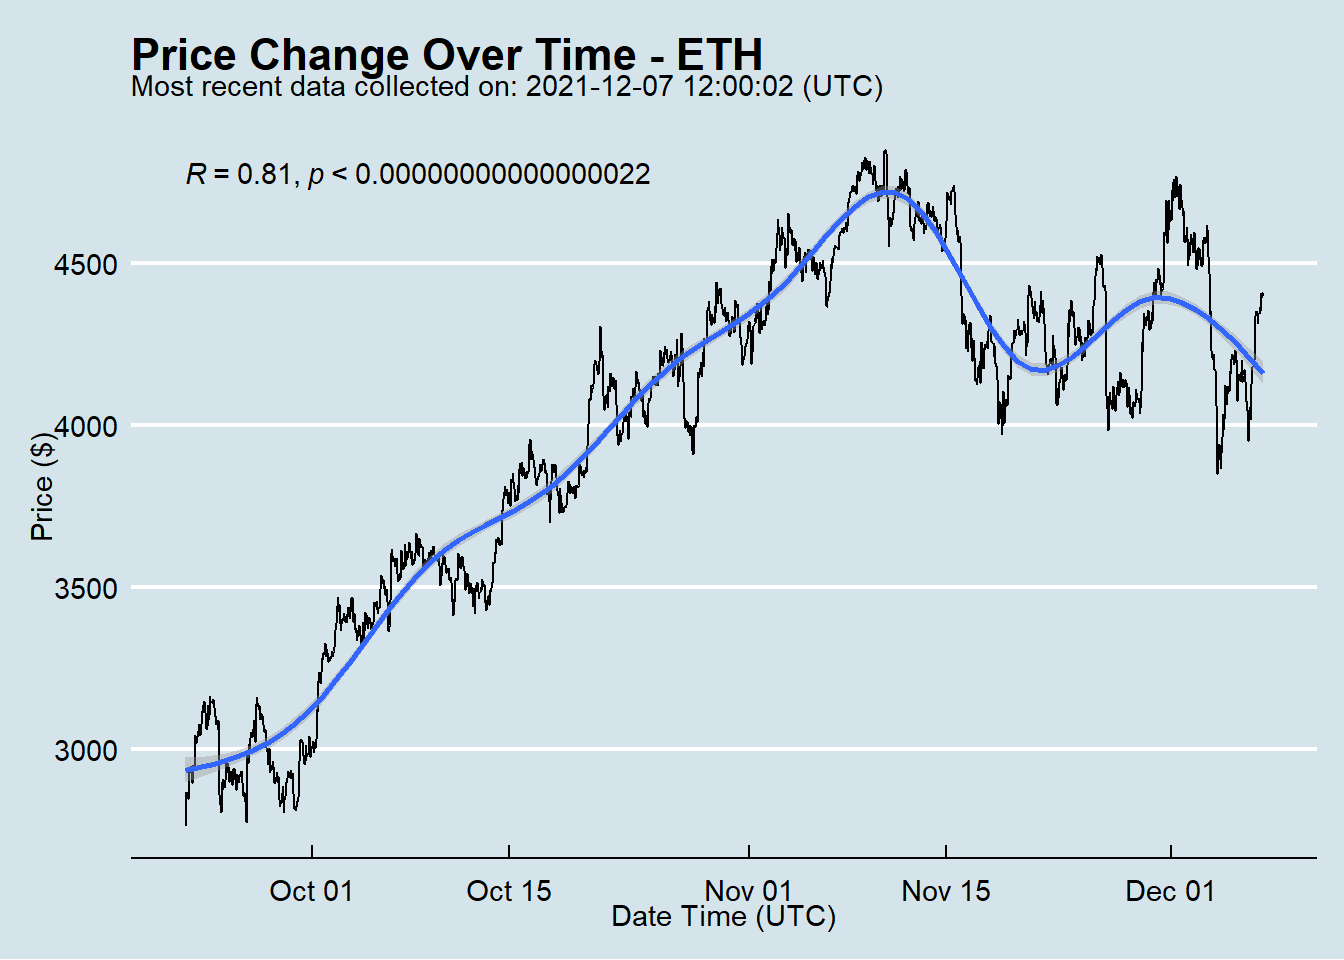 Price Change Over Time - ETH
Most recent data collected on: 2021-12-07 12:00:02 (UTC)
R = 0.81, p < 0.00000000000000022
4500
4000
3500
3000
Price ($)
Oct 01
Oct 15
Nov 01
Nov 15
Dec 01
Date Time (UTC)